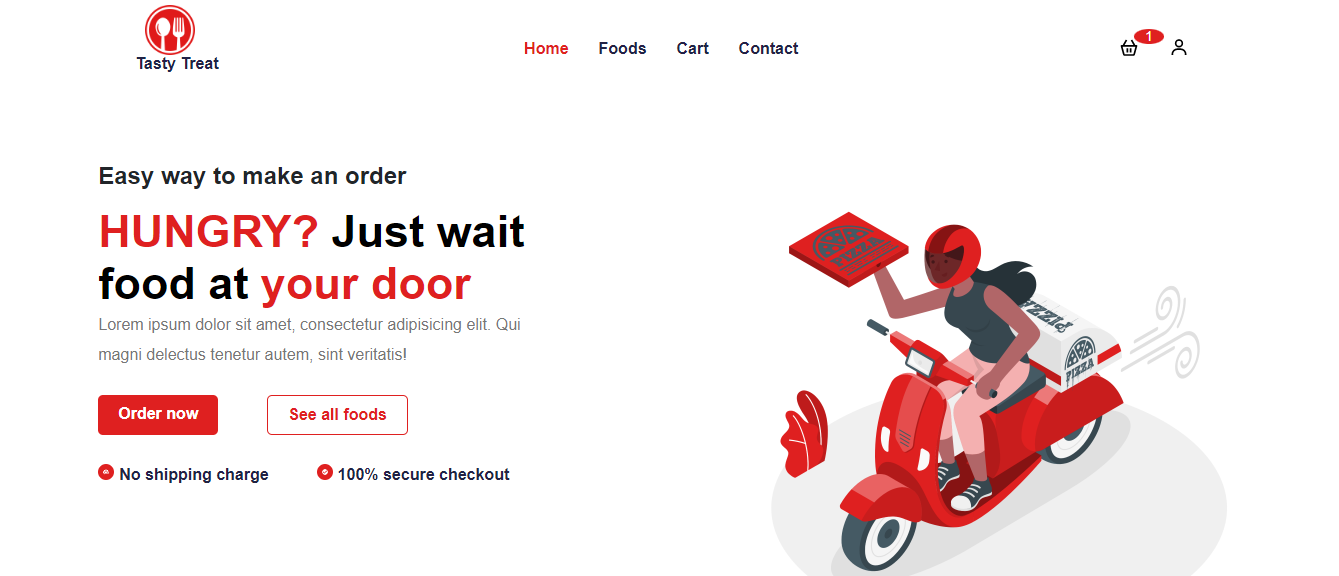 Tasty Treat
Home Foods Cart Contact
1
Easy way to make an order
HUNGRY? Just wait
food at your door
Lorem ipsum dolor sit amet, consectetur adipisicing elit. Qui
magni delectus tenetur autem, sint veritatis!
Order now See all foods
No shipping charge 100% secure checkout
PIZZA
PIZZA
PIZZA